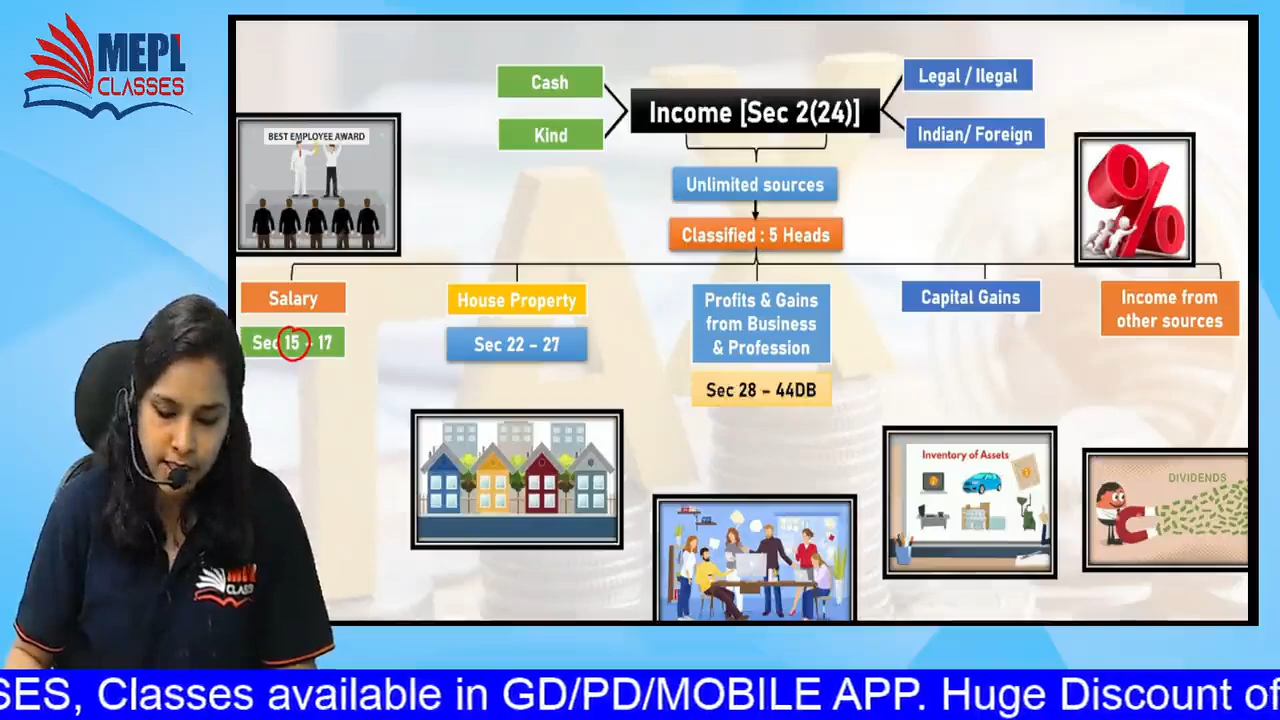 MEPL
CLASSES
Cash
Kind
Income [Sec 2(24)]
Legal / Ilegal
Indian/ Foreign
BEST EMPLOYEE AWARD
Unlimited sources
Classified : 5 Heads
Salary
Sec 15 - 17
House Property
Sec 22 – 27
Profits & Gains
from Business
& Profession
Sec 28 – 44DB
Capital Gains
Income from
other sources
Inventory of Assets
DIVIDENDS
MEPL
CLASS
SES, Classes available in GD/PD/MOBILE APP. Huge Discount of